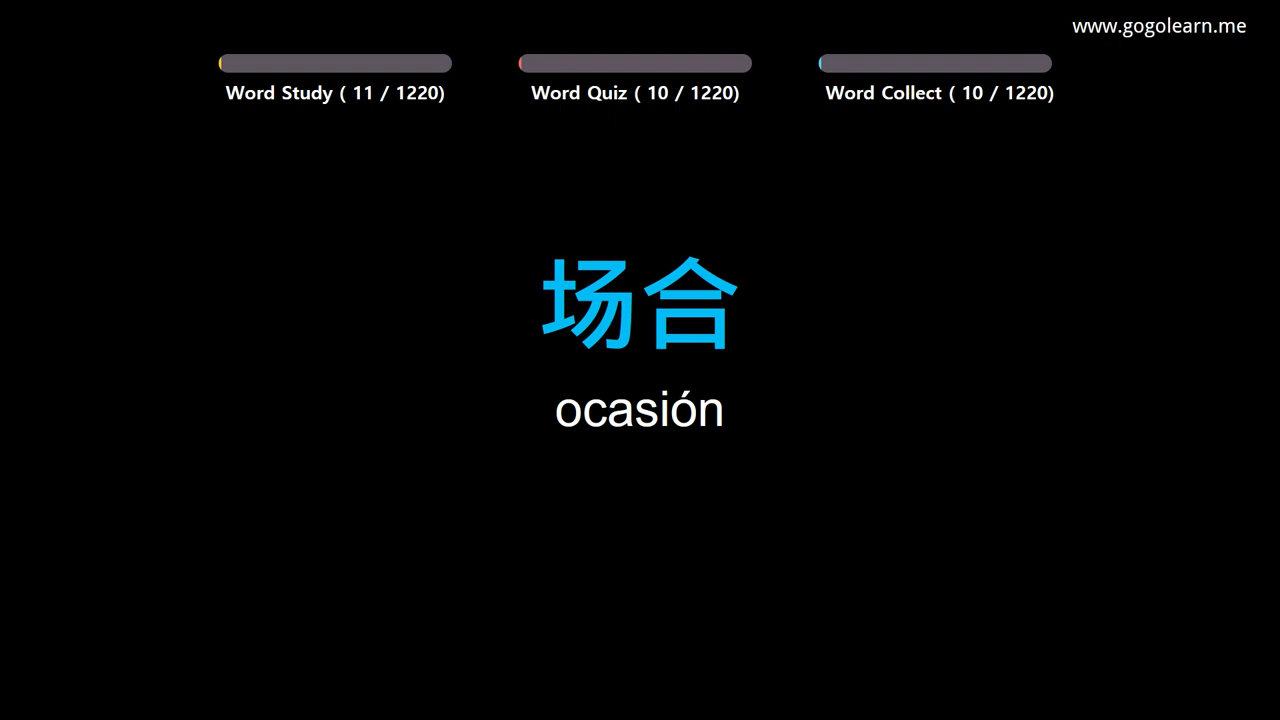 www.gogolearn.me
Word Study ( 11 / 1220)
Word Quiz ( 10 / 1220)
Word Collect ( 10 / 1220)
场合
ocasión